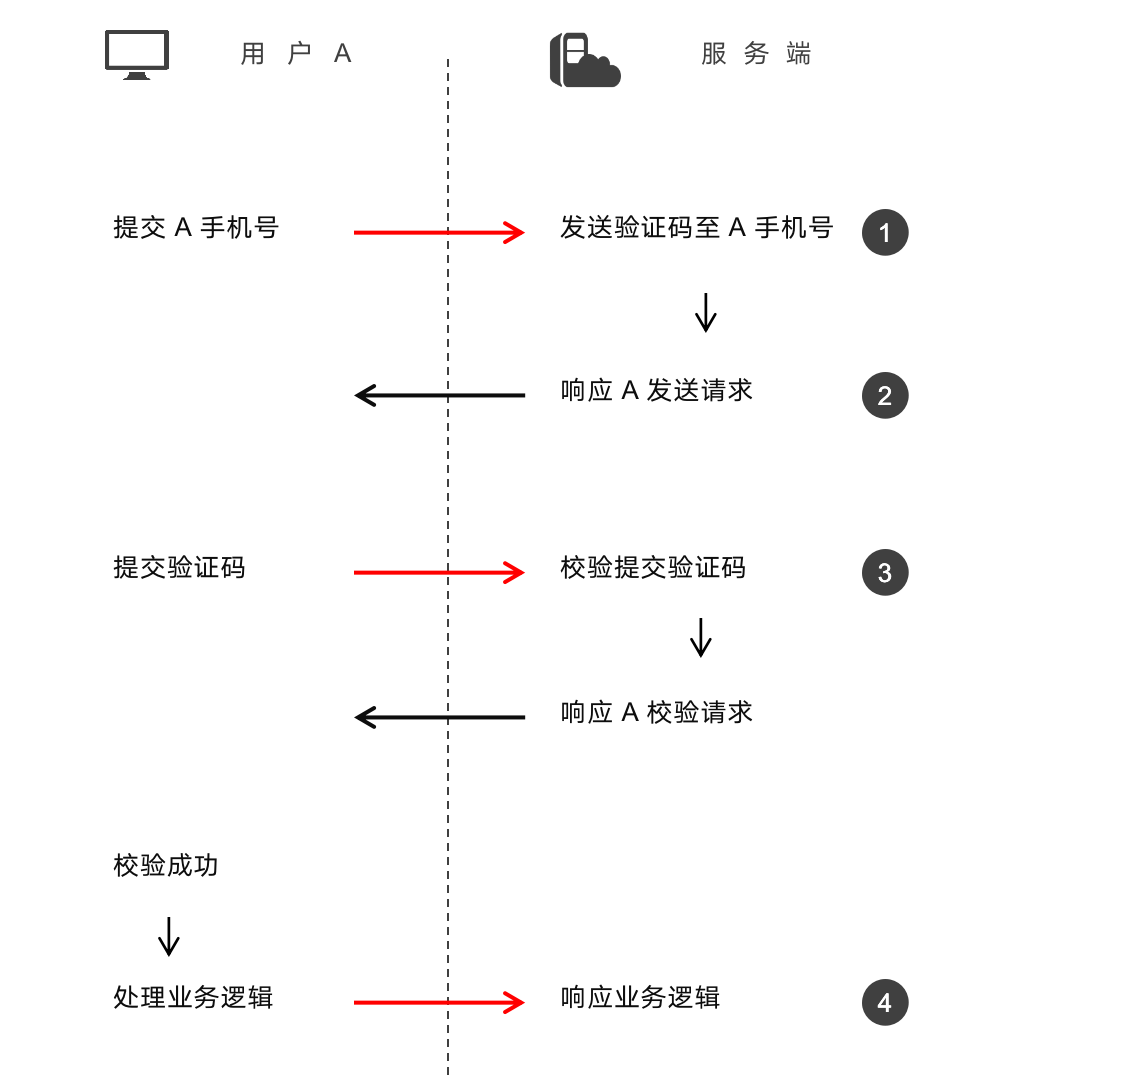 用户A
服务端
提交 A 手机号
发送验证码至 A 手机号
1
响应 A 发送请求
2
提交验证码
校验提交验证码
3
响应 A 校验请求
校验成功
处理业务逻辑
响应业务逻辑
4